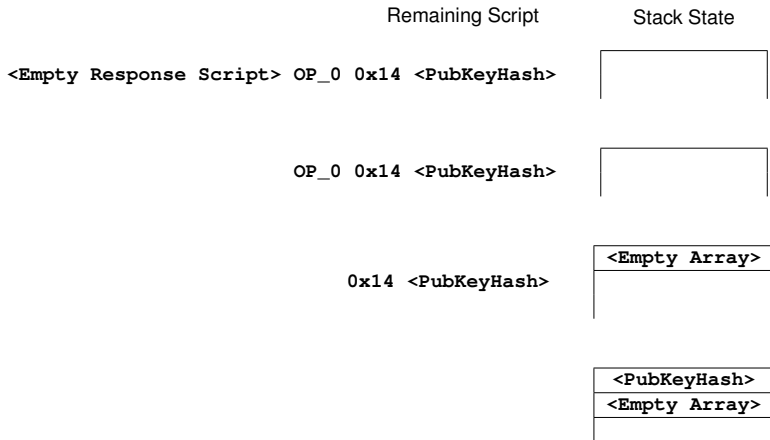 Remaining Script Stack State
<Empty Response Script> OP_0 0x14 <PubKeyHash>
OP_0 0x14 <PubKeyHash>
<Empty Array>
0x14 <PubKeyHash>
<PubKeyHash>
<Empty Array>